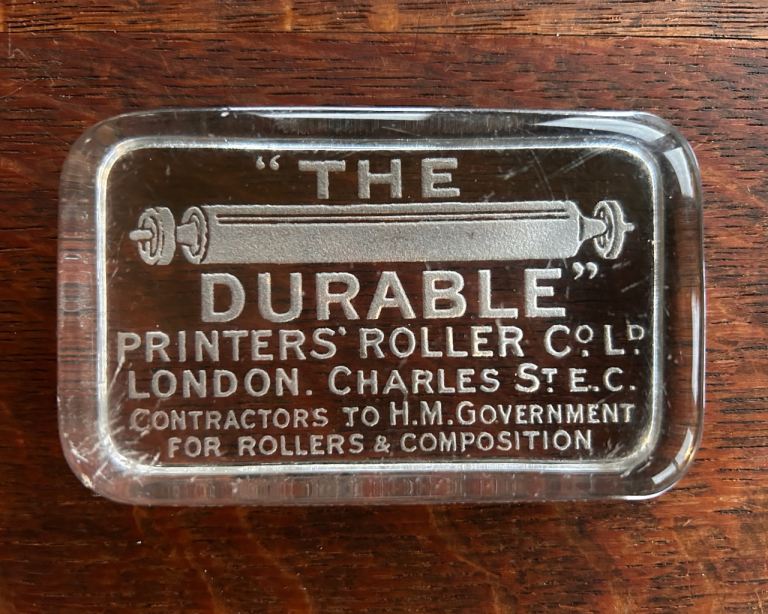 “THE
DURABLE”
PRINTERS' ROLLER Co. LD.
LONDON. CHARLES ST. E.C.
CONTRACTORS TO H.M. GOVERNMENT
FOR ROLLERS & COMPOSITION